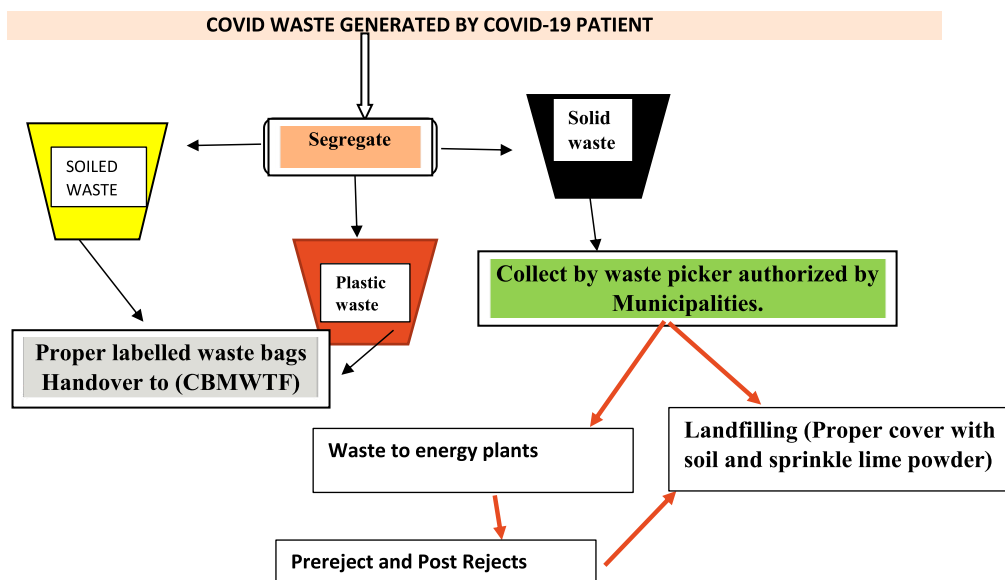 COVID WASTE GENERATED BY COVID-19 PATIENT
Segregate
Solid
waste
SOILED
WASTE
Plastic
waste
Collect by waste picker authorized by
Municipalities.
Proper labelled waste bags
Handover to (CBMWTF)
Waste to energy plants
Landfilling (Proper cover with
soil and sprinkle lime powder)
Prereject and Post Rejects